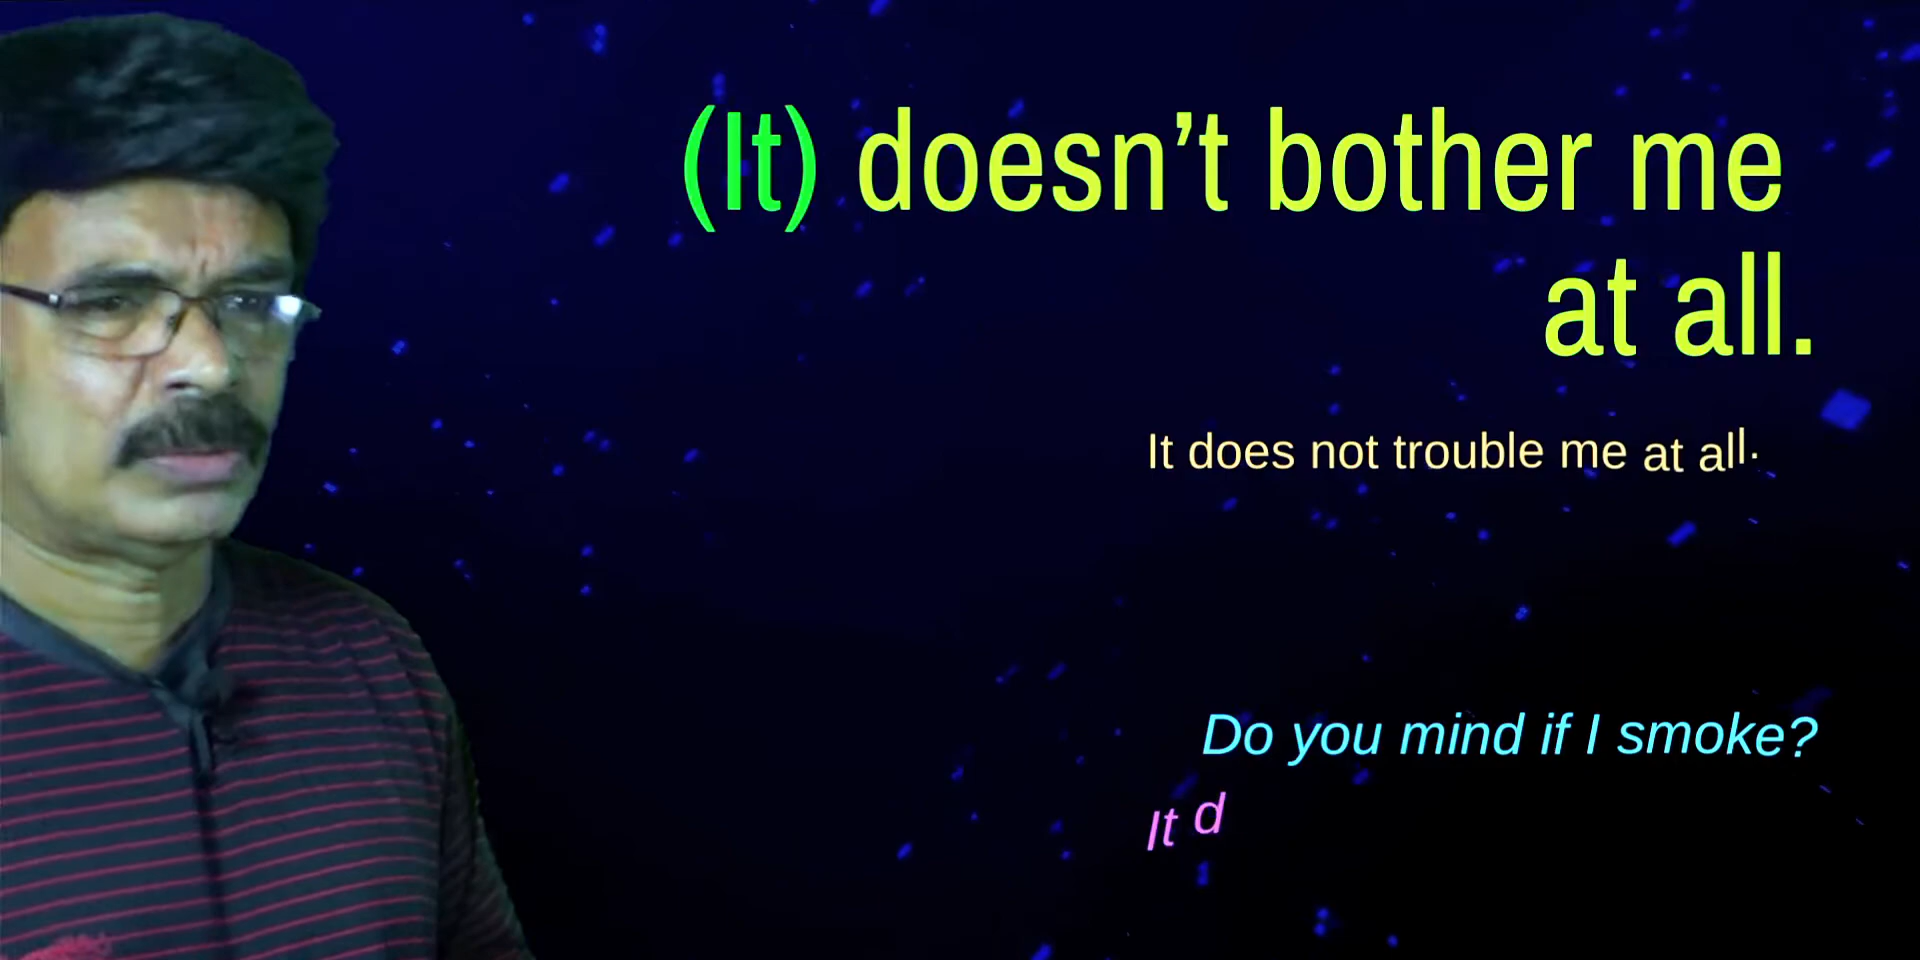 (It) doesn’t bother me
at all.
It does not trouble me at all.
Do you mind if I smoke?
It d